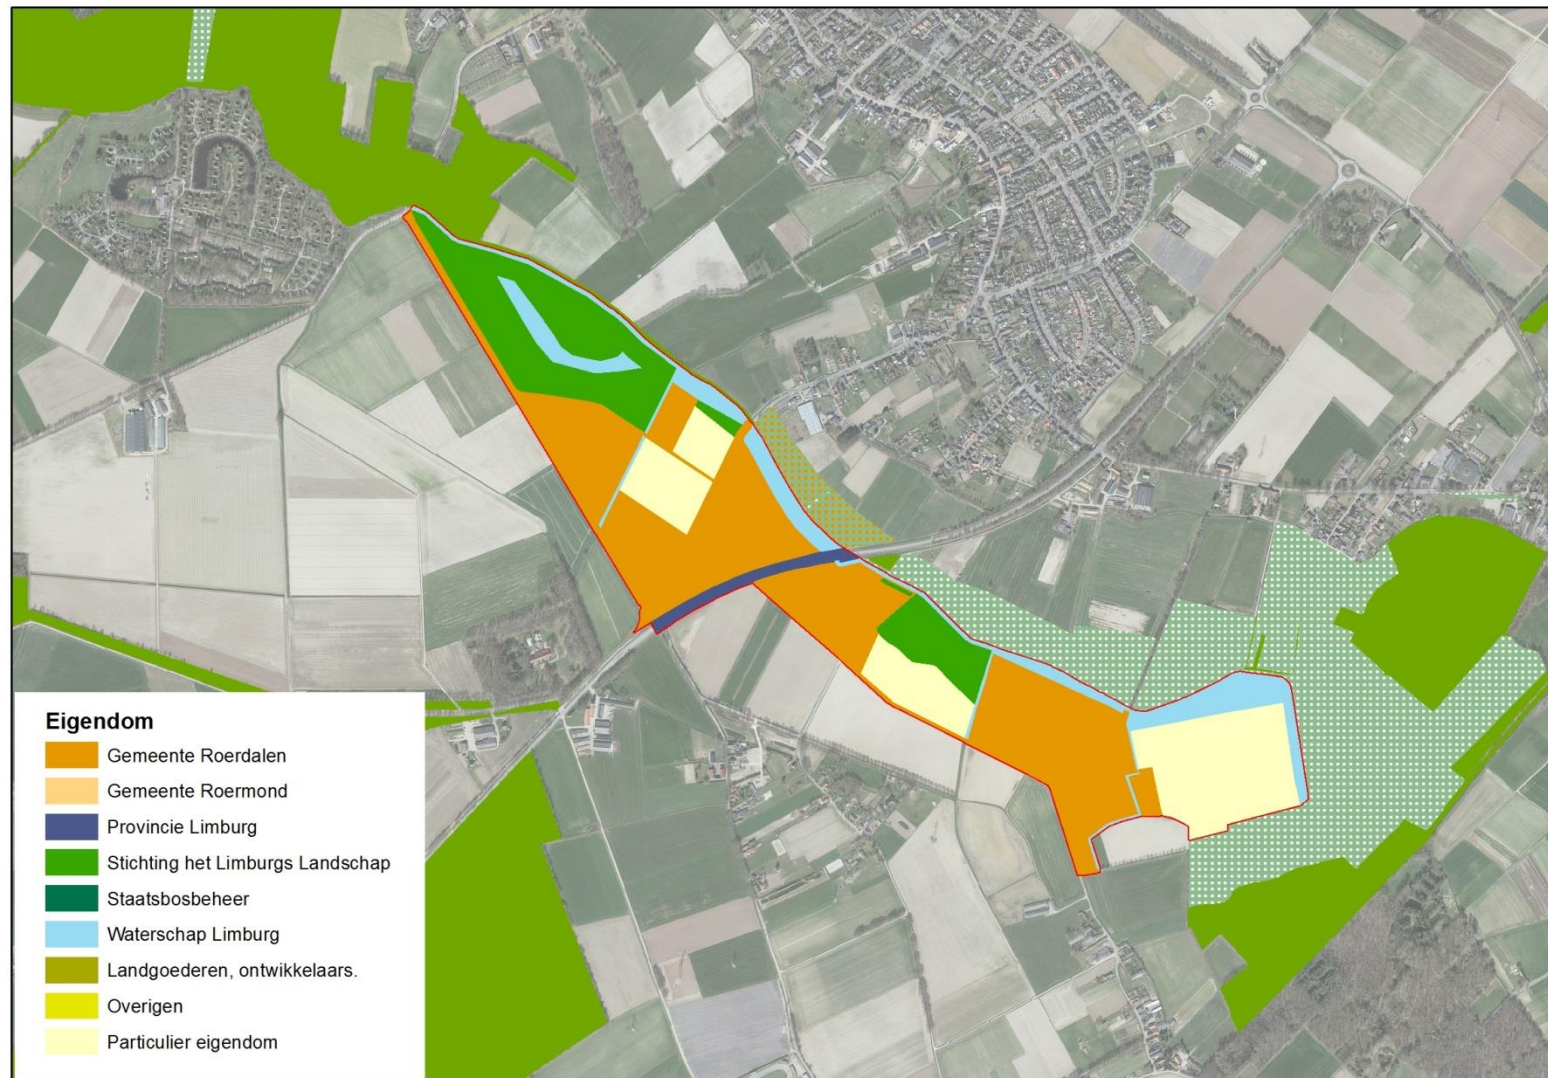 Eigendom
Gemeente Roerdalen
Gemeente Roermond
Provincie Limburg
Stichting het Limburgs Landschap
Staatsbosbeheer
Waterschap Limburg
Landgoederen, ontwikkelaars.
Overigen
Particulier eigendom